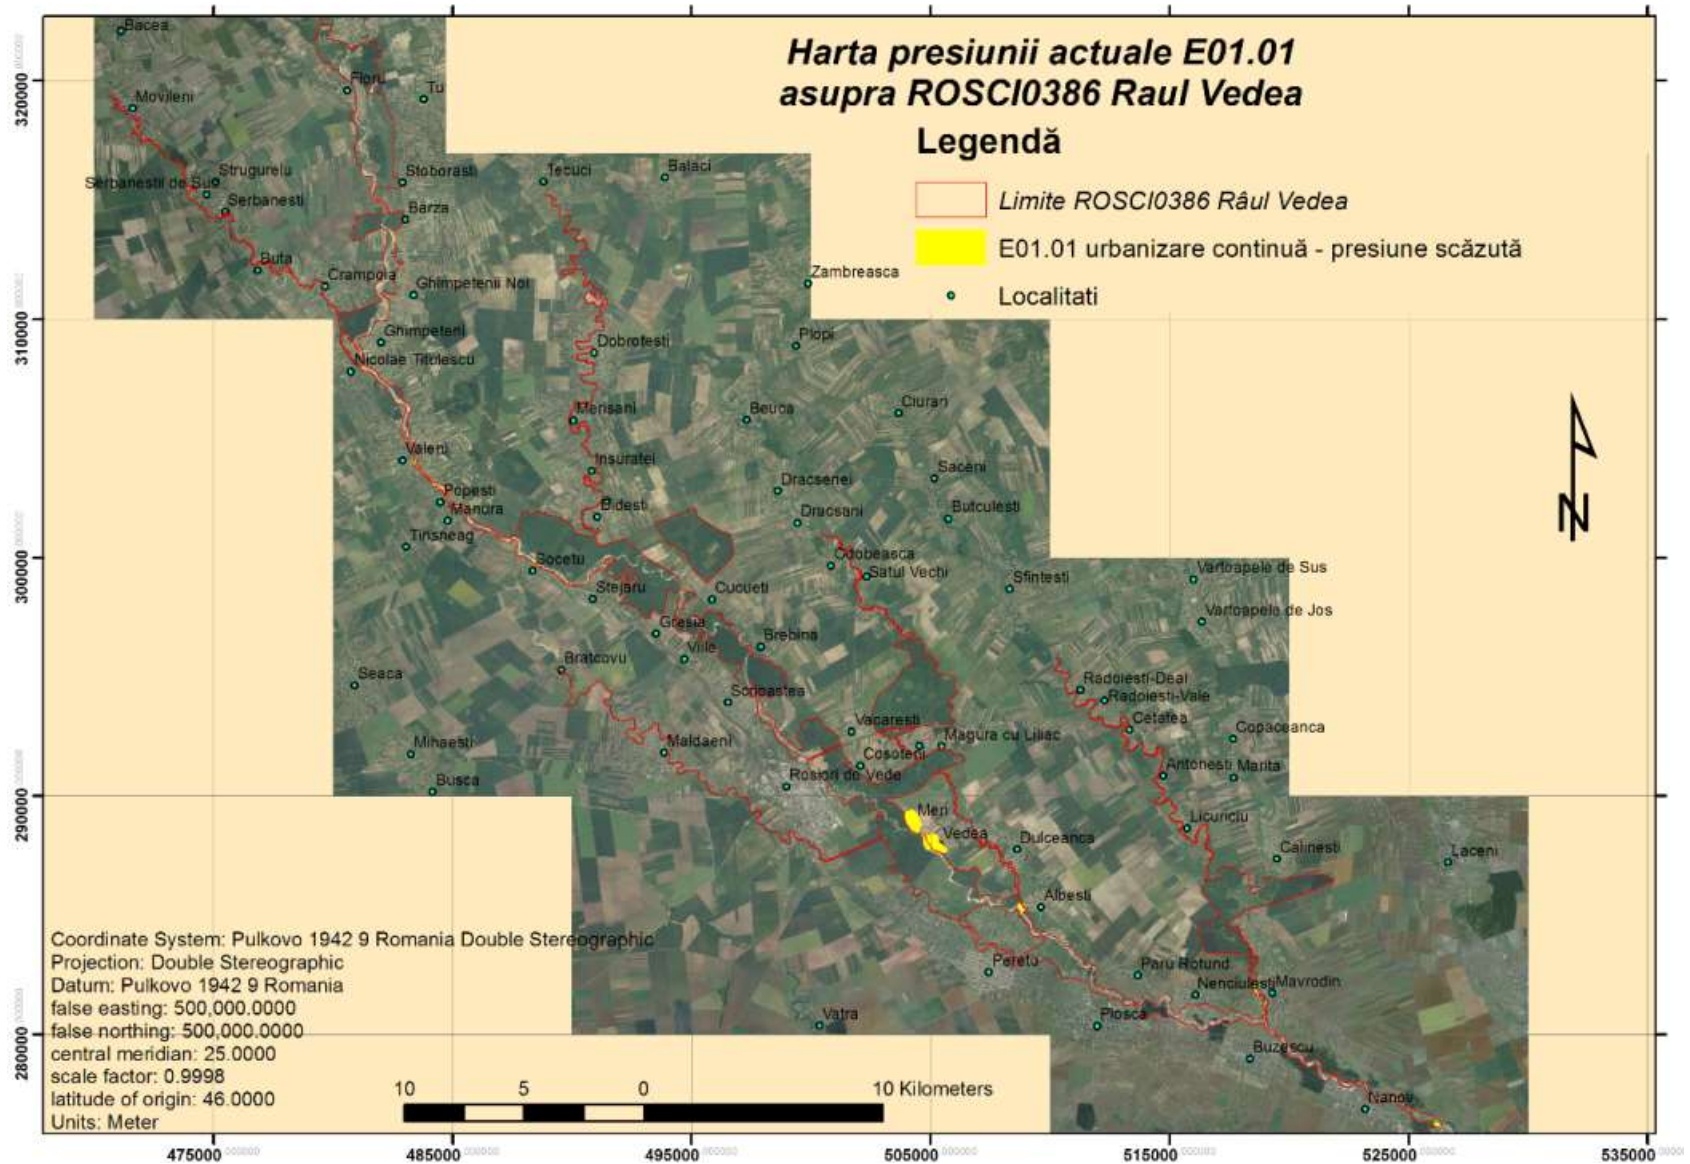 Harta presiunii actuale E01.01
asupra ROSCI0386 Raul Vedea
Legendă
Limite ROSCI0386 Râul Vedea
E01.01 urbanizare continuă - presiune scăzută
Localitati
Bacea
Movileni
Floru
Tu
Strugurelu
Serbanestii de Sus
Serbanesti
Stoborasti
Barza
Tecuci
Balaci
Buta
Crampoia
Ghimpetenii Noi
Zambreasca
Ghimpeteni
Nicolae Titulescu
Dobrotesti
Plopi
Merisani
Beuca
Ciurari
Valeni
Insuratei
Saceni
Popesti
Manura
Didesti
Dracsenei
Dracsani
Butculesti
Tinsneag
Socetu
Odobeasca
Satul Vechi
Stejaru
Cucueti
Sfintesti
Vartoapele de Sus
Vartoapele de Jos
Gresia
Brebina
Viile
Bratcovu
Seaca
Scrioastea
Radoiesti-Deal
Radoiesti-Vale
Cetatea
Vacaresti
Copaceanca
Mihaesti
Maldaeni
Magura cu Liliac
Cosoteni
Antonesti
Marita
Busca
Rosiori de Vede
Meri
Vedea
Dulceanca
Licuriciu
Calinesti
Laceni
Albesti
Peretu
Paru Rotund
Nenciulesti
Mavrodin
Vatra
Plosca
Buzescu
Nanov
N
Coordinate System: Pulkovo 1942 9 Romania Double Stereographic
Projection: Double Stereographic
Datum: Pulkovo 1942 9 Romania
false easting: 500,000.0000
false northing: 500,000.0000
central meridian: 25.0000
scale factor: 0.9998
latitude of origin: 46.0000
Units: Meter
10 5 0 10 Kilometers
320000
310000
300000
290000
280000
475000 485000 495000 505000 515000 525000 535000